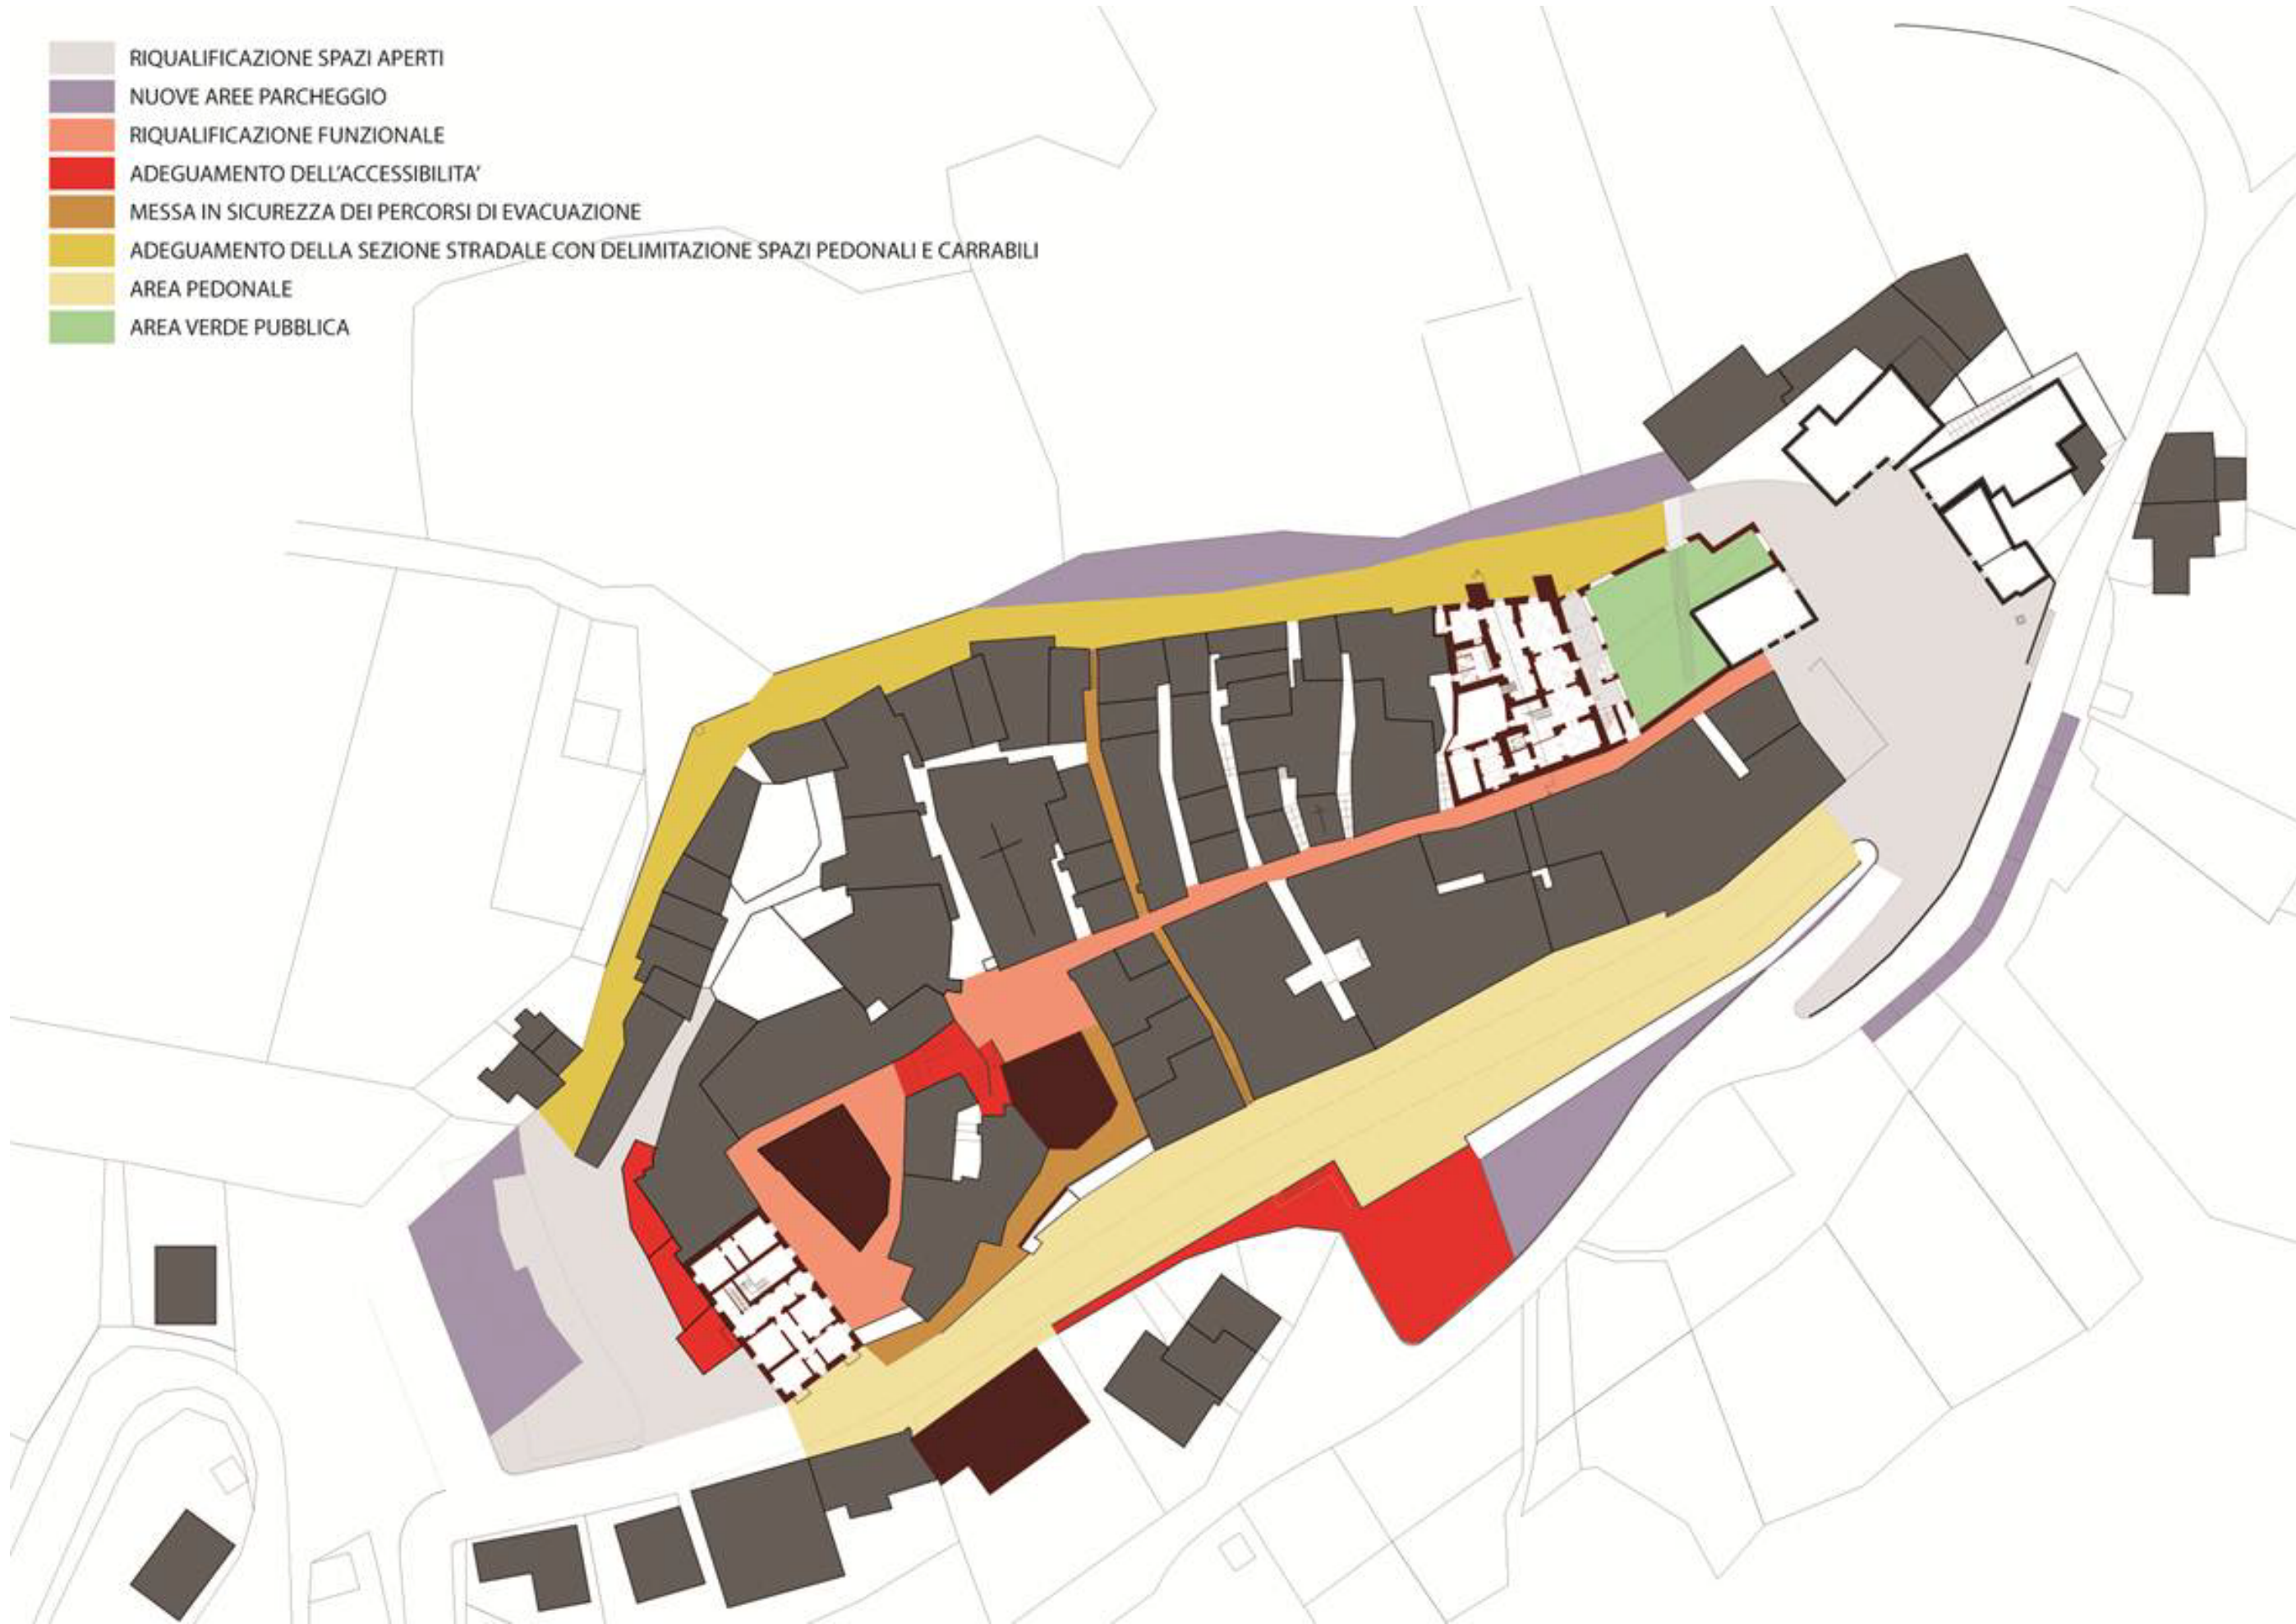 RIQUALIFICAZIONE SPAZI APERTI
NUOVE AREE PARCHEGGIO
RIQUALIFICAZIONE FUNZIONALE
ADEGUAMENTO DELL'ACCESSIBILITA'
MESSA IN SICUREZZA DEI PERCORSI DI EVACUAZIONE
ADEGUAMENTO DELLA SEZIONE STRADALE CON DELIMITAZIONE SPAZI PEDONALI E CARRABILI
AREA PEDONALE
AREA VERDE PUBBLICA